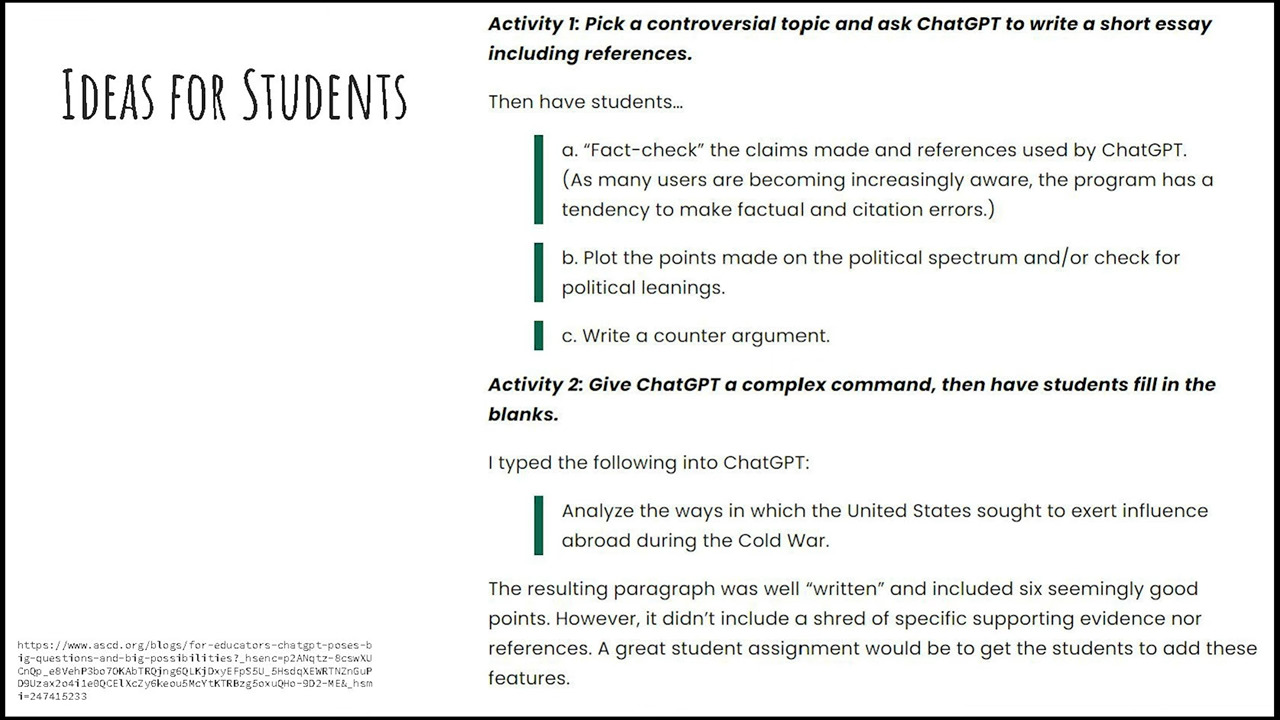 Ideas for Students
Activity 1: Pick a controversial topic and ask ChatGPT to write a short essay
including references.
Then have students...
a. “Fact-check” the claims made and references used by ChatGPT.
(As many users are becoming increasingly aware, the program has a
tendency to make factual and citation errors.)
b. Plot the points made on the political spectrum and/or check for
political leanings.
c. Write a counter argument.
Activity 2: Give ChatGPT a complex command, then have students fill in the
blanks.
I typed the following into ChatGPT:
Analyze the ways in which the United States sought to exert influence
abroad during the Cold War.
The resulting paragraph was well “written” and included six seemingly good
points. However, it didn’t include a shred of specific supporting evidence nor
references. A great student assignment would be to get the students to add these
features.
https://www.ascd.org/blogs/for-educators-chatgpt-poses-b
ig-questions-and-big-possibilities?_hsenc=p2ANqtz-8cswXU
i=247415233